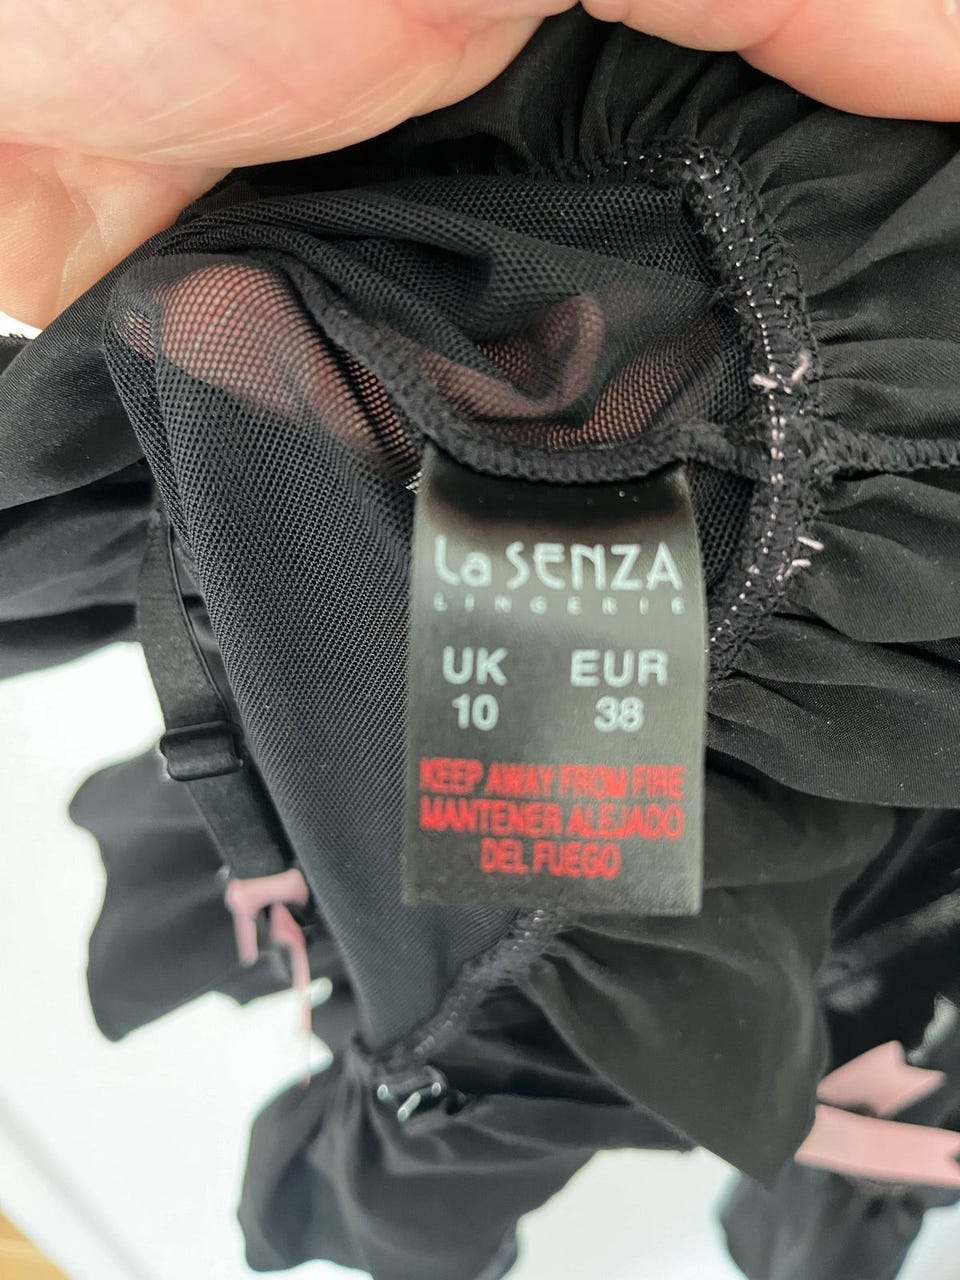 La SENZA
LINGERIE
UK EUR
10 38
KEEP AWAY FROM FIRE
MANTENER ALEJADO
DEL FUEGO